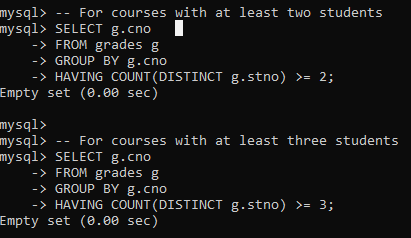 mysql> -- For courses with at least two students
mysql> SELECT g.cno
    -> FROM grades g
    -> GROUP BY g.cno
    -> HAVING COUNT(DISTINCT g.stno) >= 2;
Empty set (0.00 sec)
mysql>
mysql> -- For courses with at least three students
mysql> SELECT g.cno
    -> FROM grades g
    -> GROUP BY g.cno
    -> HAVING COUNT(DISTINCT g.stno) >= 3;
Empty set (0.00 sec)